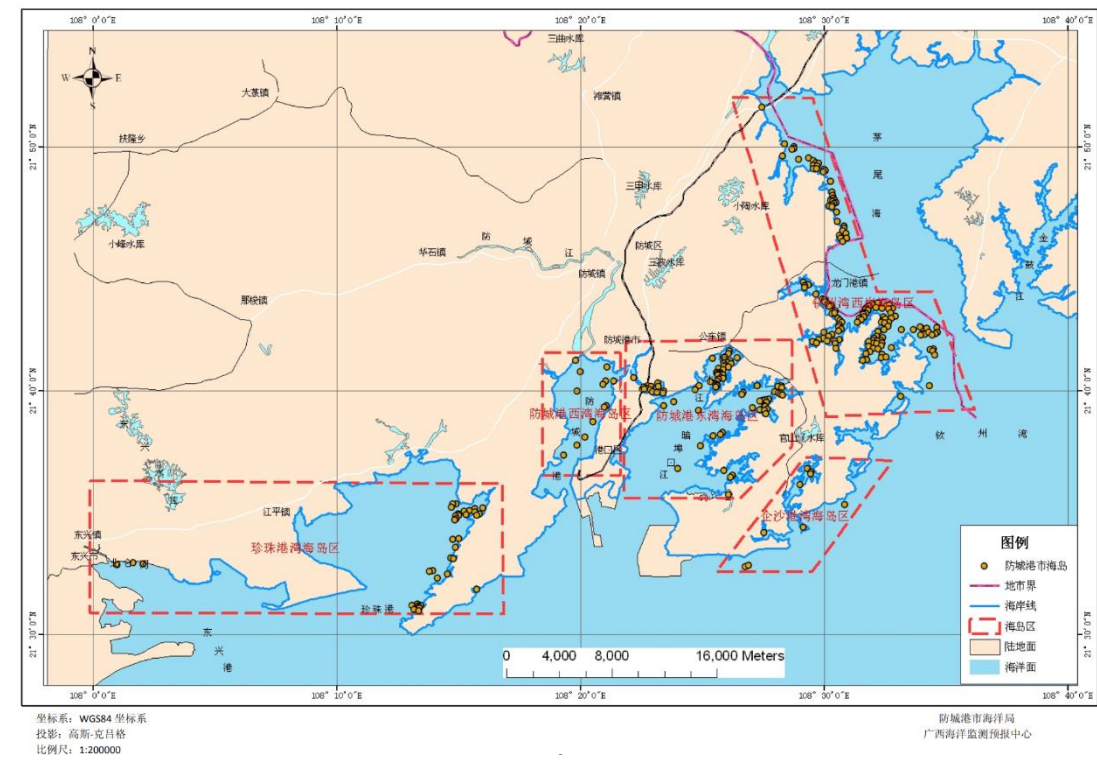 108° 0′0″E
108° 10′0″E
108° 20′0″E
108° 30′0″E
108° 40′0″E
N
W
E
S
三曲水库
大菉镇
滩营镇
扶隆乡
21° 50′0″N
21° 50′0″N
茅尾海
三甲水库
小陶水库
小峰水库
华石镇
防城江
防城区
三波水库
金鼓江
防城镇
龙门港镇
那梭镇
公车镇
防城港市
21° 40′0″N
21° 40′0″N
防城港西湾海岛区
防城港东湾海岛区
防城港
江
暗埠口江
港口区
钦州湾
东兴水库
企沙港湾海岛区
江平镇
珍珠港湾海岛区
东兴镇
东兴市
北仑河
珍珠港
21° 30′0″N
21° 30′0″N
东兴港
0
4,000
8,000
16,000 Meters
图例
防城港市海岛
地市界
海岸线
海岛区
陆地面
海洋面
108° 0′0″E
108° 10′0″E
108° 20′0″E
108° 30′0″E
108° 40′0″E
坐标系：WGS84 坐标系
投影：高斯-克吕格
比例尺：1:200000
防城港市海洋局
广西海洋监测预报中心